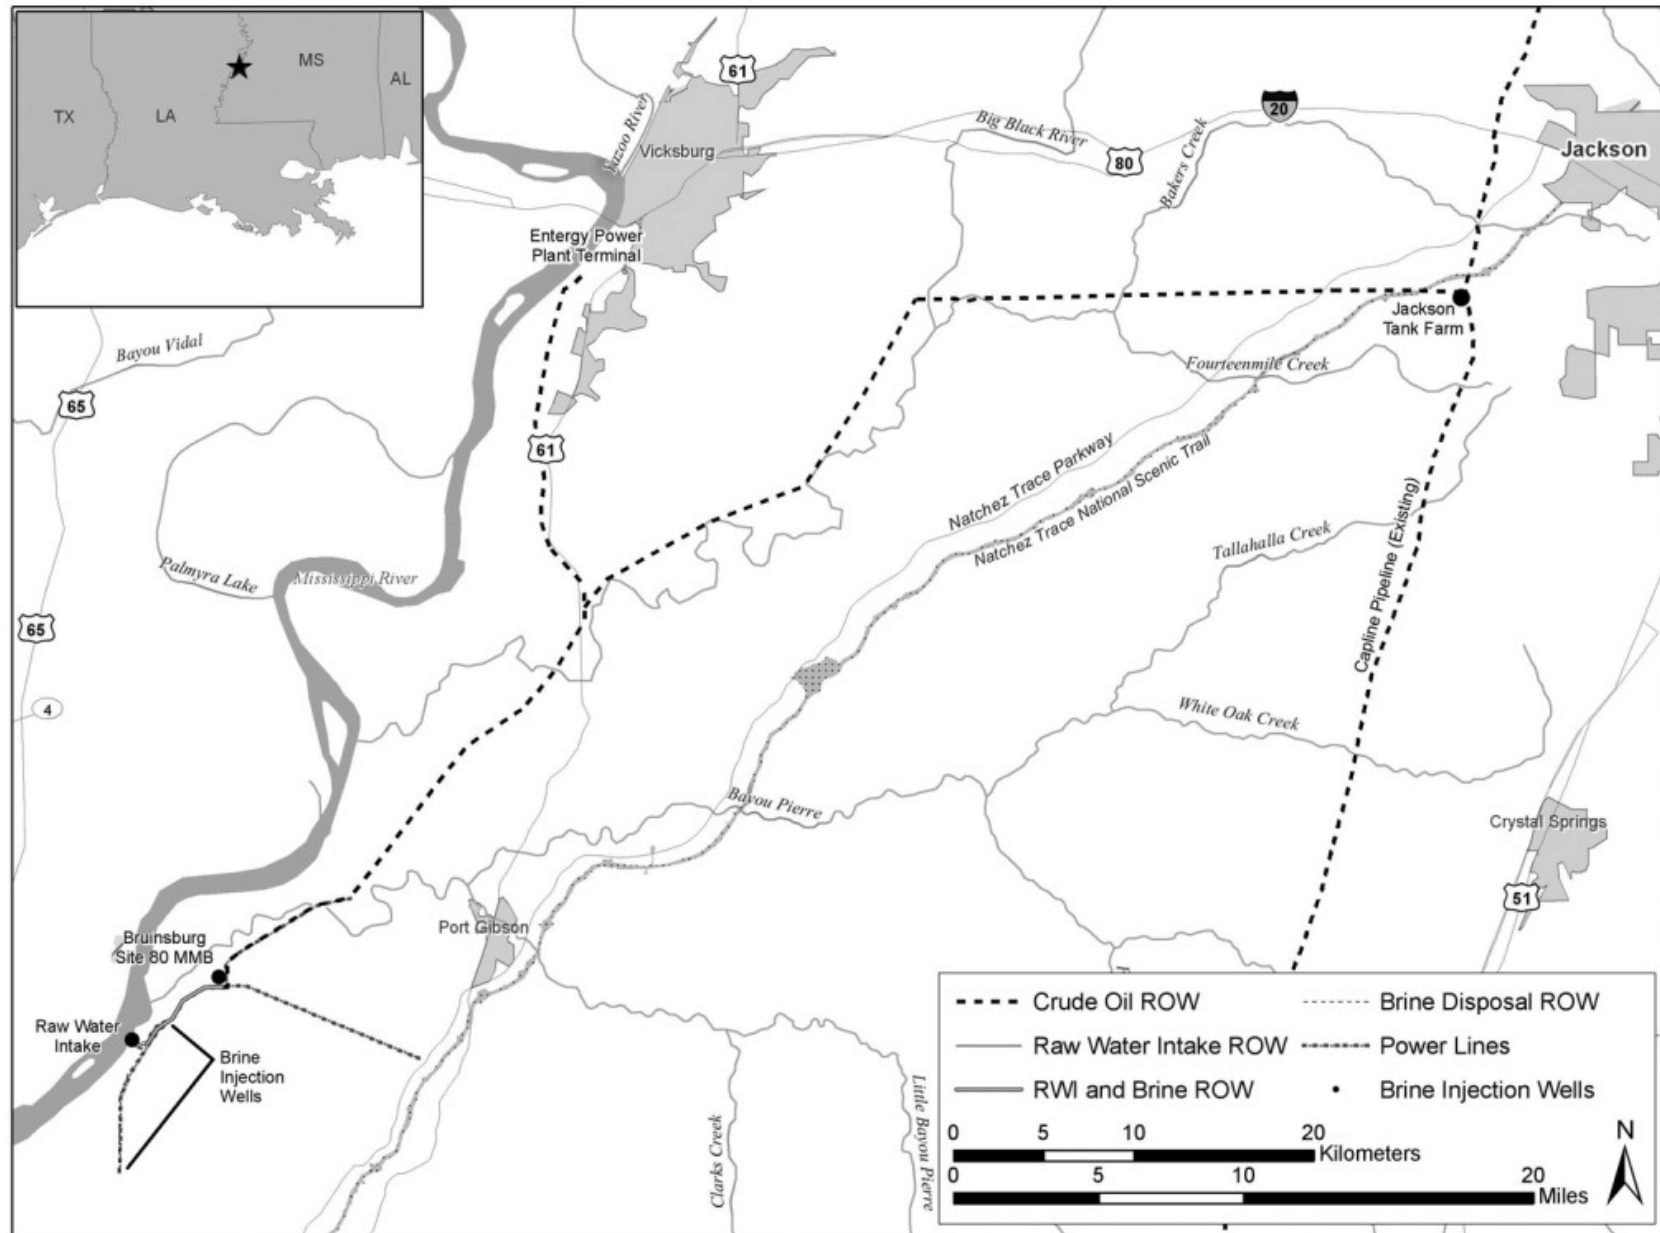 TX
LA
MS
AL
61
Yazoo River
Vicksburg
Big Black River
80
Bakers Creek
20
Jackson
Entergy Power
Plant Terminal
Jackson
Tank Farm
Bayou Vidal
65
Fourteenmile Creek
61
Natchez Trace Parkway
Natchez Trace National Scenic Trail
Capline Pipeline (Existing)
Tallahalla Creek
Palmyra Lake
Mississippi River
65
4
White Oak Creek
Bayou Pierre
Crystal Springs
51
Port Gibson
Bruinsburg
Site 80 MMB
Raw Water
Intake
Brine
Injection
Wells
Clarks Creek
Little Bayou Pierre
Crude Oil ROW
Raw Water Intake ROW
RWI and Brine ROW
Brine Disposal ROW
Power Lines
Brine Injection Wells
0 5 10 20
Kilometers
0 5 10 20
Miles
N